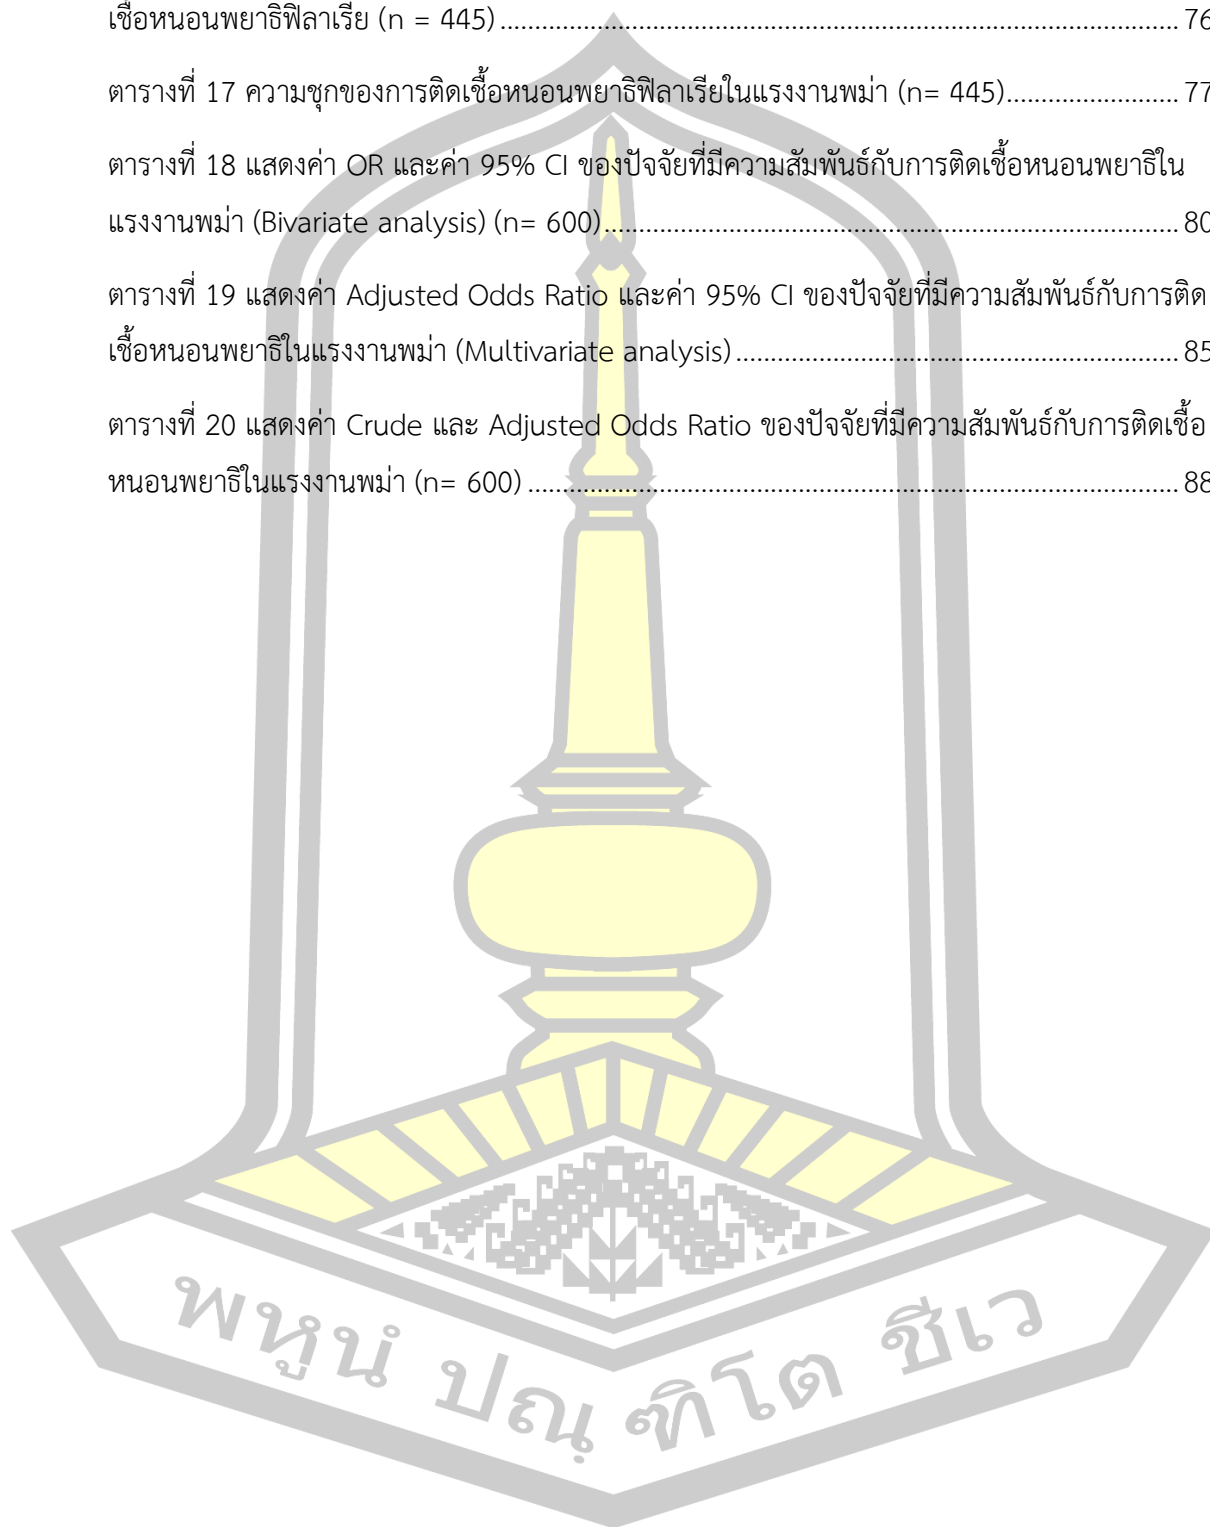 เชื้อหนอนพยาธิฟิลาเรีย (n = 445) ........ 76
ตารางที่ 17 ความชุกของการติดเชื้อหนอนพยาธิฟิลาเรียในแรงงานพม่า (n= 445) ........ 77
ตารางที่ 18 แสดงค่า OR และค่า 95% CI ของปัจจัยที่มีความสัมพันธ์กับการติดเชื้อหนอนพยาธิใน
แรงงานพม่า (Bivariate analysis) (n= 600) ........ 80
ตารางที่ 19 แสดงค่า Adjusted Odds Ratio และค่า 95% CI ของปัจจัยที่มีความสัมพันธ์กับการติด
เชื้อหนอนพยาธิในแรงงานพม่า (Multivariate analysis) ........ 85
ตารางที่ 20 แสดงค่า Crude และ Adjusted Odds Ratio ของปัจจัยที่มีความสัมพันธ์กับการติดเชื้อ
หนอนพยาธิในแรงงานพม่า (n= 600) ........ 88
พหูนํ ปณฺฑิโต ชีเว